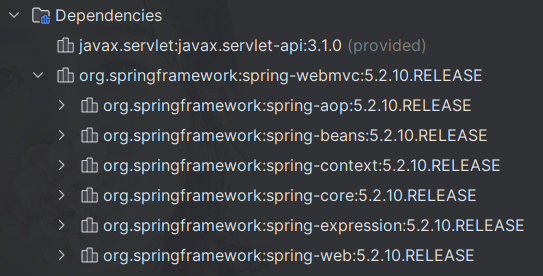 Dependencies
javax.servlet:javax.servlet-api:3.1.0 (provided)
org.springframework:spring-webmvc:5.2.10.RELEASE
org.springframework:spring-aop:5.2.10.RELEASE
org.springframework:spring-beans:5.2.10.RELEASE
org.springframework:spring-context:5.2.10.RELEASE
org.springframework:spring-core:5.2.10.RELEASE
org.springframework:spring-expression:5.2.10.RELEASE
org.springframework:spring-web:5.2.10.RELEASE